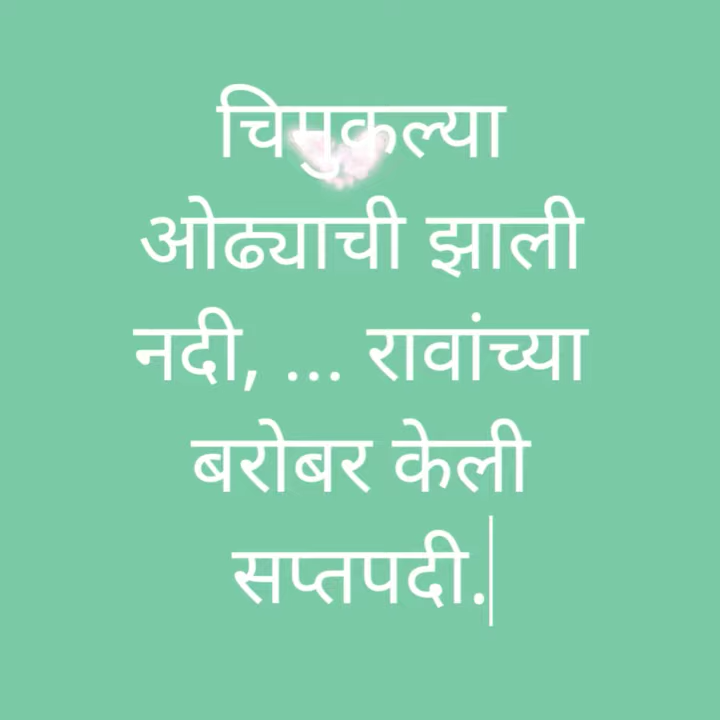 चिमुकल्या
ओढ्याची झाली
नदी, ... रावांच्या
बरोबर केली
सप्तपदी.